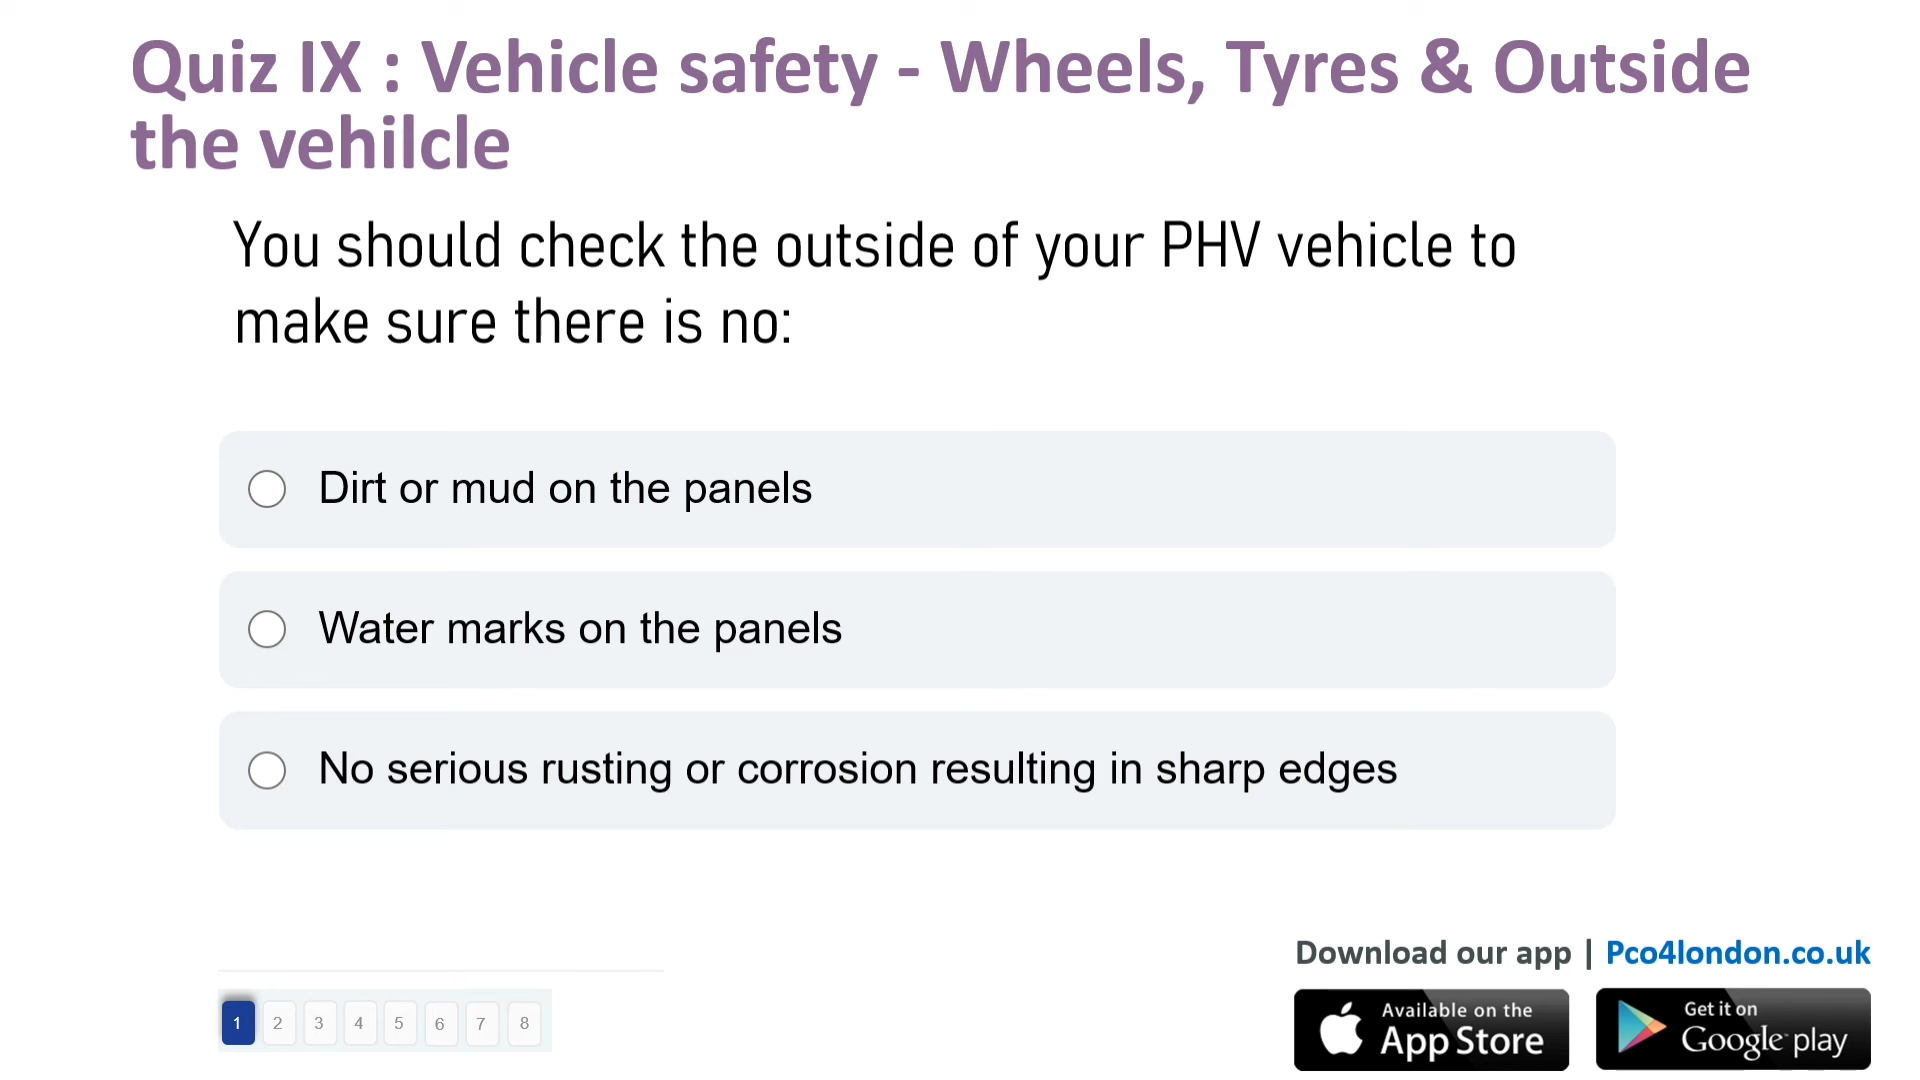 Quiz IX : Vehicle safety - Wheels, Tyres & Outside
the vehilcle
You should check the outside of your PHV vehicle to
make sure there is no:
Dirt or mud on the panels
Water marks on the panels
No serious rusting or corrosion resulting in sharp edges
Download our app | Pco4london.co.uk
1 2 3 4 5 6 7 8
Available on the
App Store
Get it on
Google play